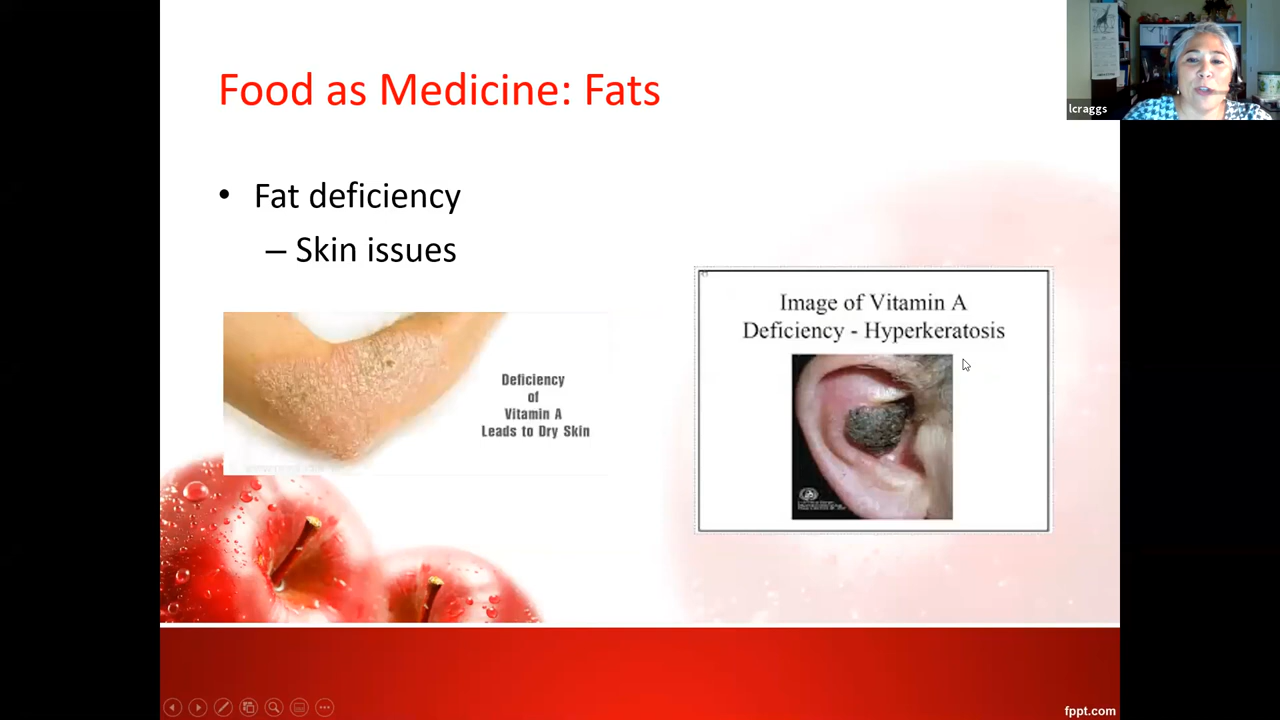 Food as Medicine: Fats
lcraggs
• Fat deficiency
– Skin issues
Deficiency
of
Vitamin A
Leads to Dry Skin
Image of Vitamin A
Deficiency - Hyperkeratosis
fppt.com